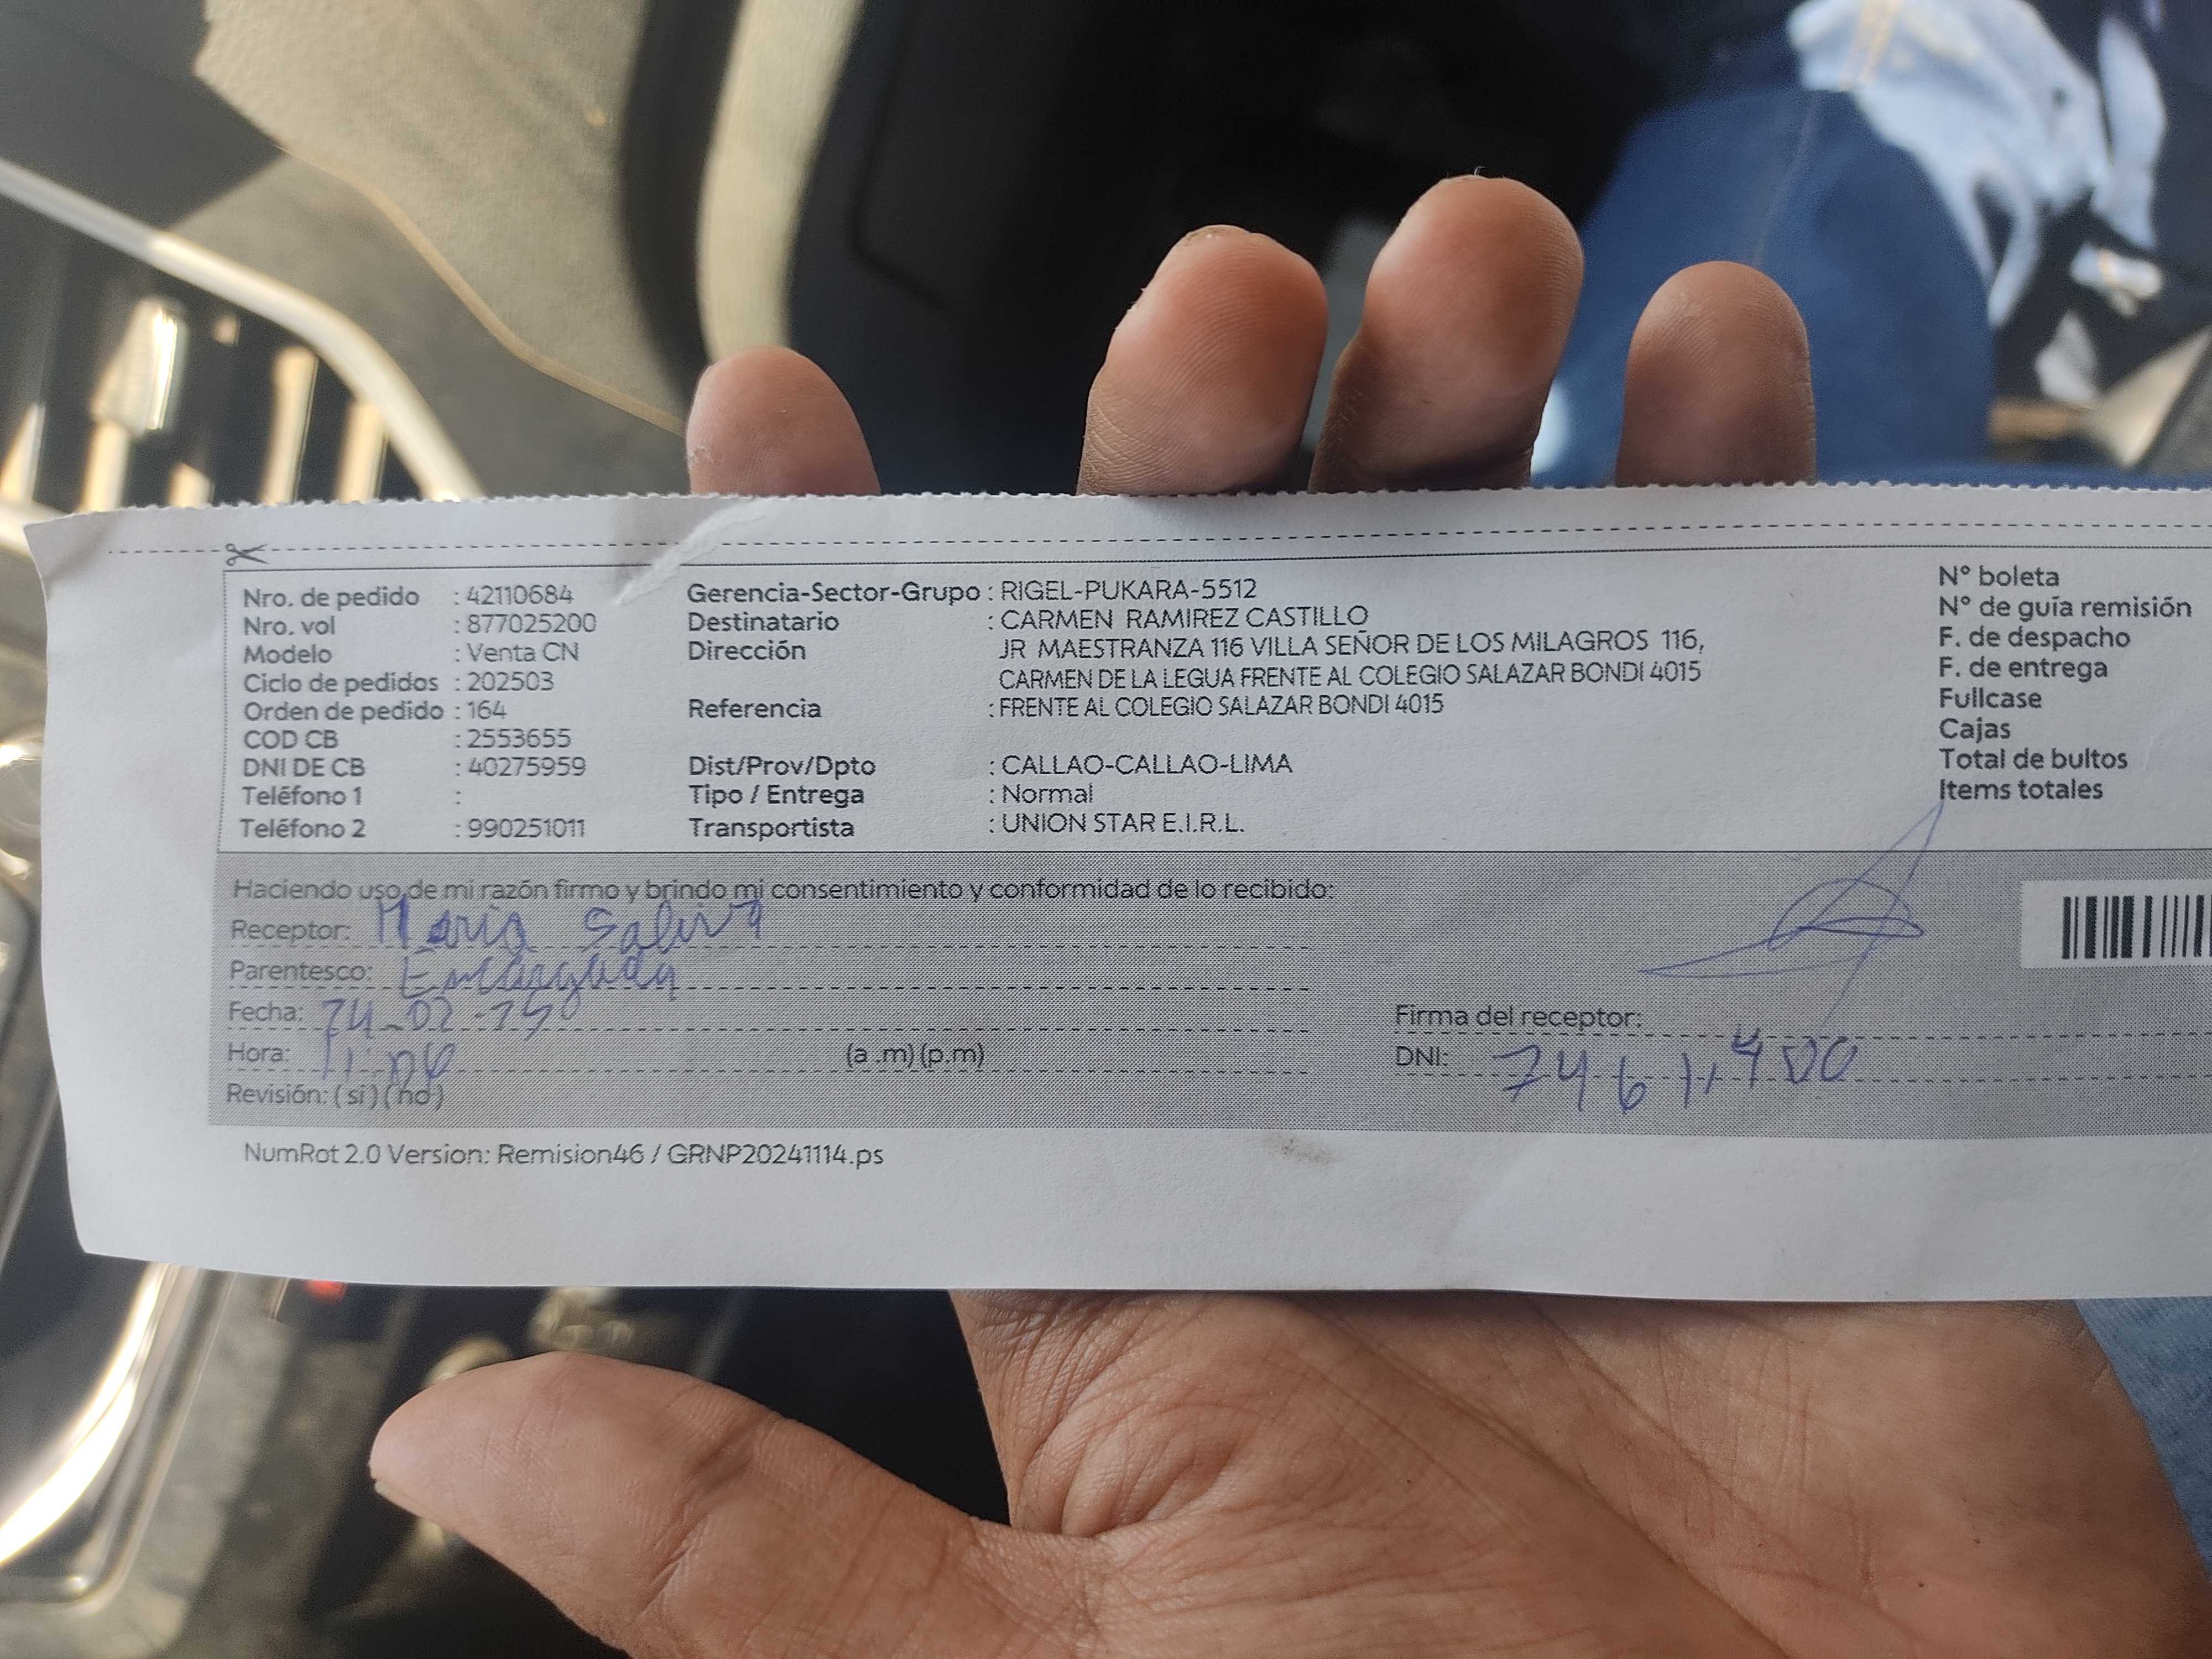 Nro. de pedido : 42110684
Nro. vol : 877025200
Modelo : Venta CN
Ciclo de pedidos : 202503
Orden de pedido : 164
COD CB : 2553655
DNI DE CB : 40275959
Teléfono 1 :
Teléfono 2 : 990251011
Gerencia-Sector-Grupo : RIGEL-PUKARA-5512
Destinatario : CARMEN RAMIREZ CASTILLO
Dirección JR MAESTRANZA 116 VILLA SEÑOR DE LOS MILAGROS 116,
CARMEN DE LA LEGUA FRENTE AL COLEGIO SALAZAR BONDI 4015
Referencia : FRENTE AL COLEGIO SALAZAR BONDI 4015
Dist/Prov/Dpto : CALLAO-CALLAO-LIMA
Tipo / Entrega : Normal
Transportista : UNION STAR E.I.R.L.
N° boleta
N° de guía remisión
F. de despacho
F. de entrega
Fullcase
Cajas
Total de bultos
Items totales
Haciendo uso de mi razón firmo y brindo mi consentimiento y conformidad de lo recibido:
Receptor: Maria
Parentesco: Encargada
Fecha:
Hora: (a .m) (p.m)
Revisión: ( si ) ( no )
Firma del receptor:
DNI:
NumRot 2.0 Version: Remision46 / GRNP20241114.ps